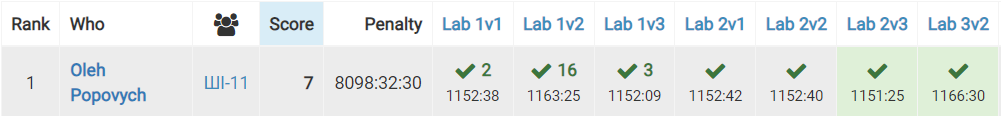 Rank Who Score Penalty Lab 1v1 Lab 1v2 Lab 1v3 Lab 2v1 Lab 2v2 Lab 2v3 Lab 3v2
1 Oleh Popovych ШІ-11 7 8098:32:30 2 16 3
1152:38 1163:25 1152:09 1152:42 1152:40 1151:25 1166:30